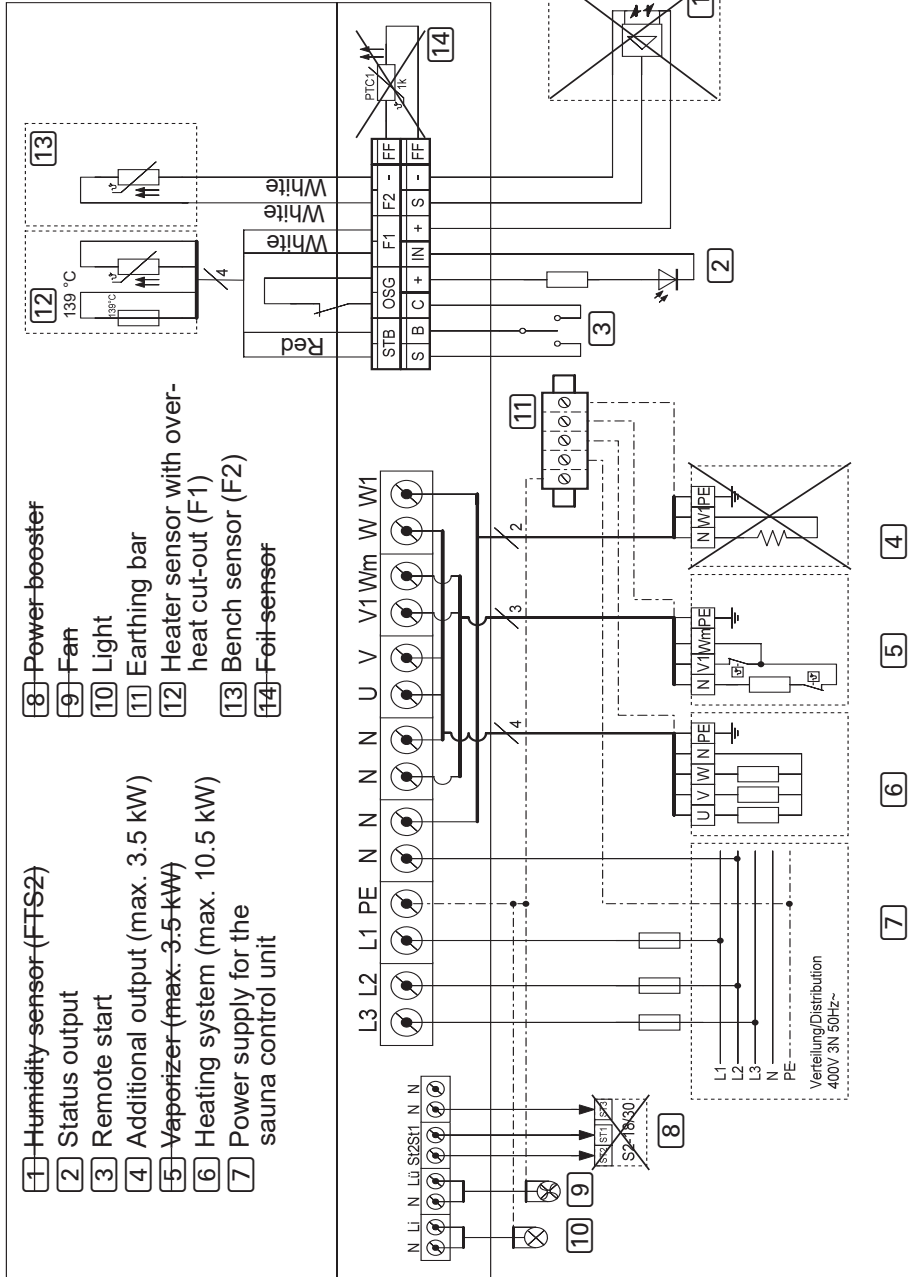 1 Humidity sensor (FTS2)
2 Status output
3 Remote start
4 Additional output (max. 3.5 kW)
5 Vaporizer (max. 3.5 kW)
6 Heating system (max. 10.5 kW)
7 Power supply for the
sauna control unit
8 Power booster
9 Fan
10 Light
11 Earthing bar
12 Heater sensor with over-
heat cut-out (F1)
13 Bench sensor (F2)
14 Foil sensor
12
139 °C
139°C
13
4
Red
White
White
White
PTC1
1k
14
STB OSG F1 F2 - FF
S B C + IN + S - FF
3
2
1
11
N Li N Lü St2 St1 N N
L3 L2 L1 PE N N N N U V V1 Wm W W1
4
3
2
10
9
ST2 ST1 ST3
S2-18/30
8
L1
L2
L3
N
PE
Verteilung/Distribution
400V 3N 50Hz~
U V W N PE
N V1 Wm PE
N W1 PE
7
6
5
4